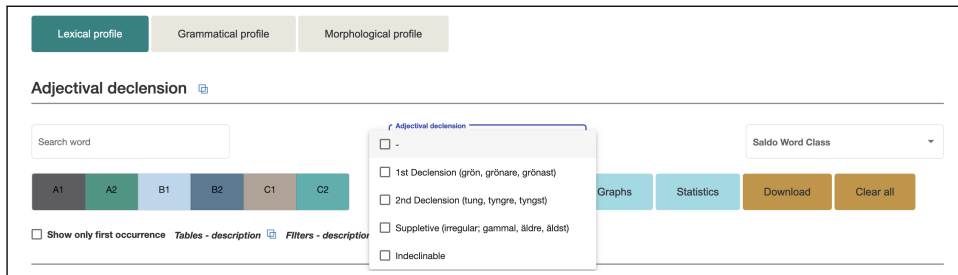 Lexical profile
Grammatical profile
Morphological profile
Adjectival declension
Search word
Adjectival declension
-
1st Declension (grön, grönare, grönast)
2nd Declension (tung, tyngre, tyngst)
Suppletive (irregular; gammal, äldre, äldst)
Indeclinable
Saldo Word Class
A1 A2 B1 B2 C1 C2
Graphs Statistics Download Clear all
Show only first occurrence Tables - description Filters - description